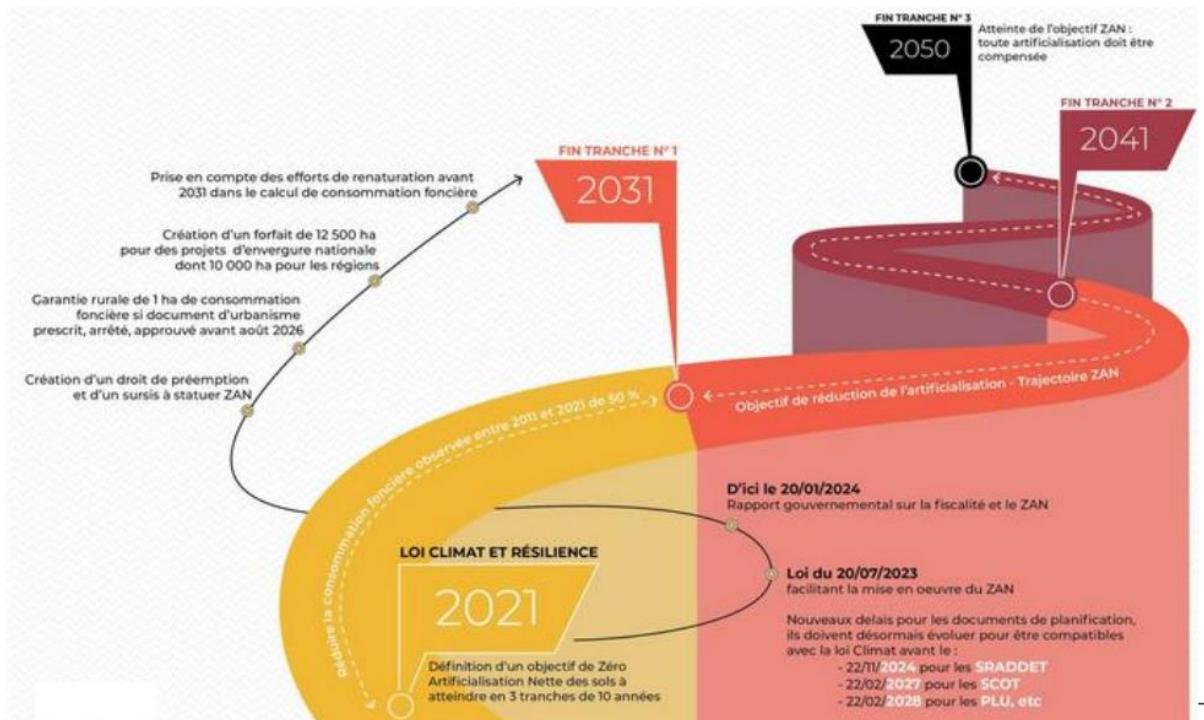 FIN TRANCHE N° 3
2050
Atteinte de l'objectif ZAN :
toute artificialisation doit être
compensée
FIN TRANCHE N° 2
2041
FIN TRANCHE N° 1
2031
Prise en compte des efforts de renaturation avant
2031 dans le calcul de consommation foncière
Création d'un forfait de 12 500 ha
pour des projets d'envergure nationale
dont 10 000 ha pour les régions
Garantie rurale de 1 ha de consommation
foncière si document d'urbanisme
prescrit, arrêté, approuvé avant août 2026
Création d'un droit de préemption
et d'un sursis à statuer ZAN
Objectif de réduction de l'artificialisation - Trajectoire ZAN
Réduire la consommation foncière observée entre 2011 et 2021 de 50 %
D'ici le 20/01/2024
Rapport gouvernemental sur la fiscalité et le ZAN
LOI CLIMAT ET RÉSILIENCE
2021
Définition d'un objectif de Zéro
Artificialisation Nette des sols à
atteindre en 3 tranches de 10 années
Loi du 20/07/2023
facilitant la mise en oeuvre du ZAN
Nouveaux delais pour les documents de planification,
ils doivent désormais évoluer pour être compatibles
avec la loi Climat avant le :
- 22/11/2024 pour les SRADDET
- 22/02/2027 pour les SCOT
- 22/02/2028 pour les PLU, etc